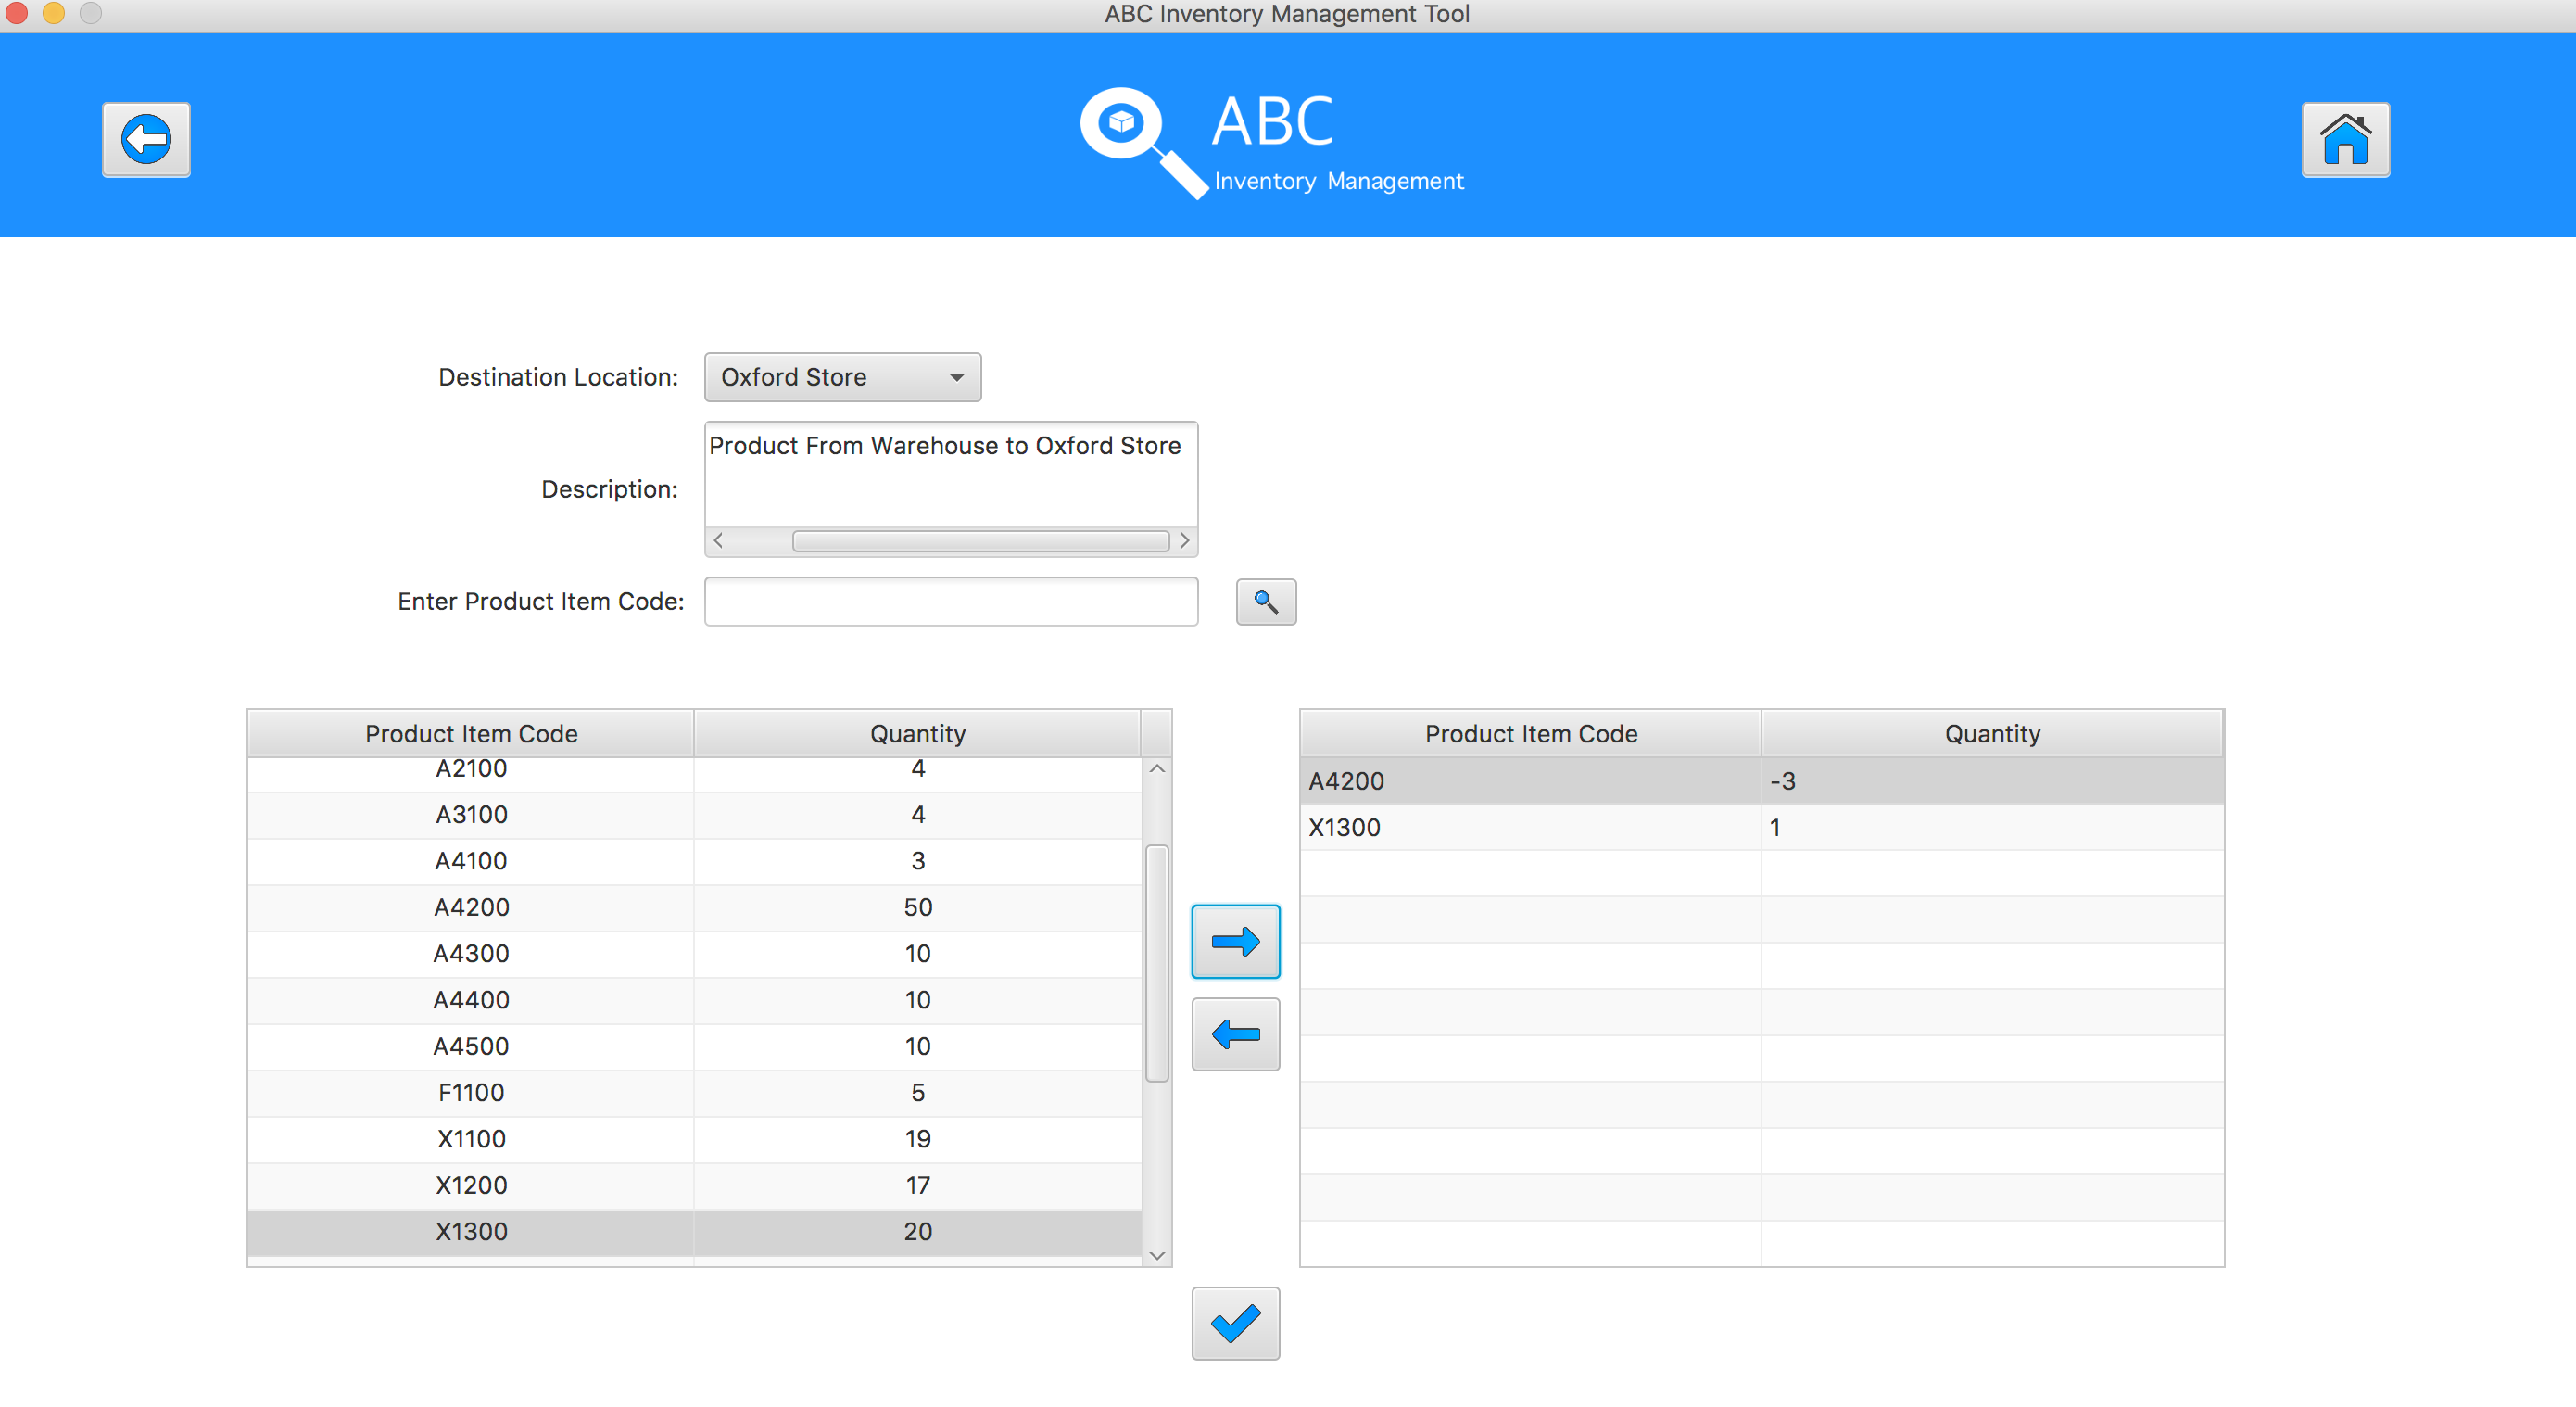 ABC Inventory Management Tool
ABC
Inventory Management
Destination Location: Oxford Store
Description: Product From Warehouse to Oxford Store
Enter Product Item Code:
Product Item Code Quantity
A2100 4
A3100 4
A4100 3
A4200 50
A4300 10
A4400 10
A4500 10
F1100 5
X1100 19
X1200 17
X1300 20
Product Item Code Quantity
A4200 -3
X1300 1